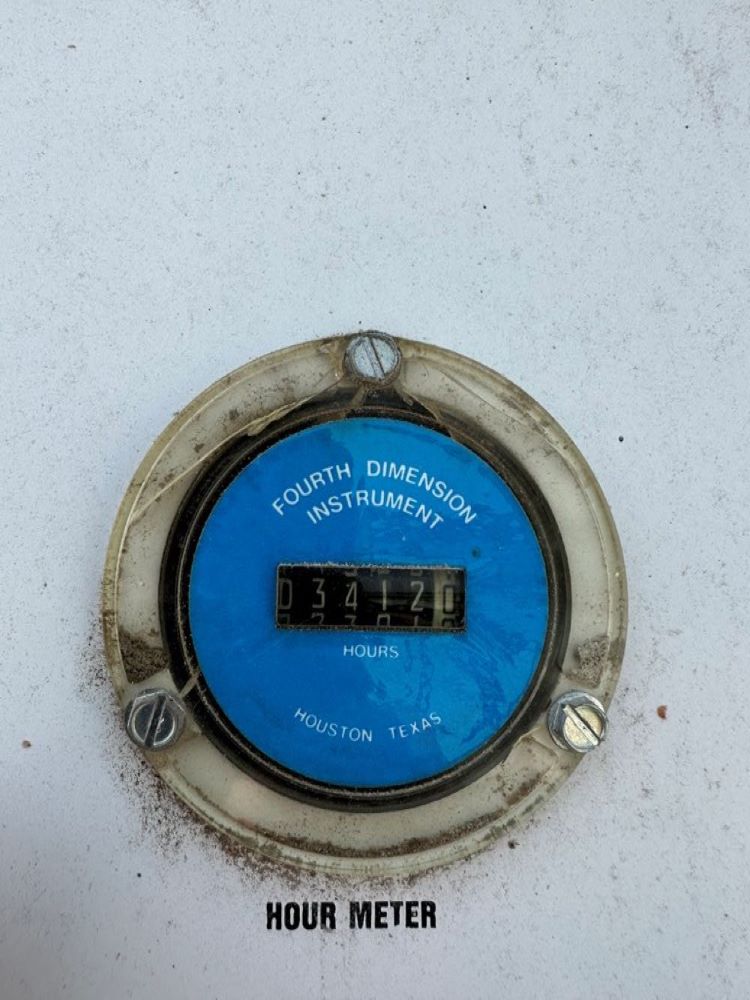 FOURTH DIMENSION
INSTRUMENT
034120
HOURS
HOUSTON TEXAS
HOUR METER